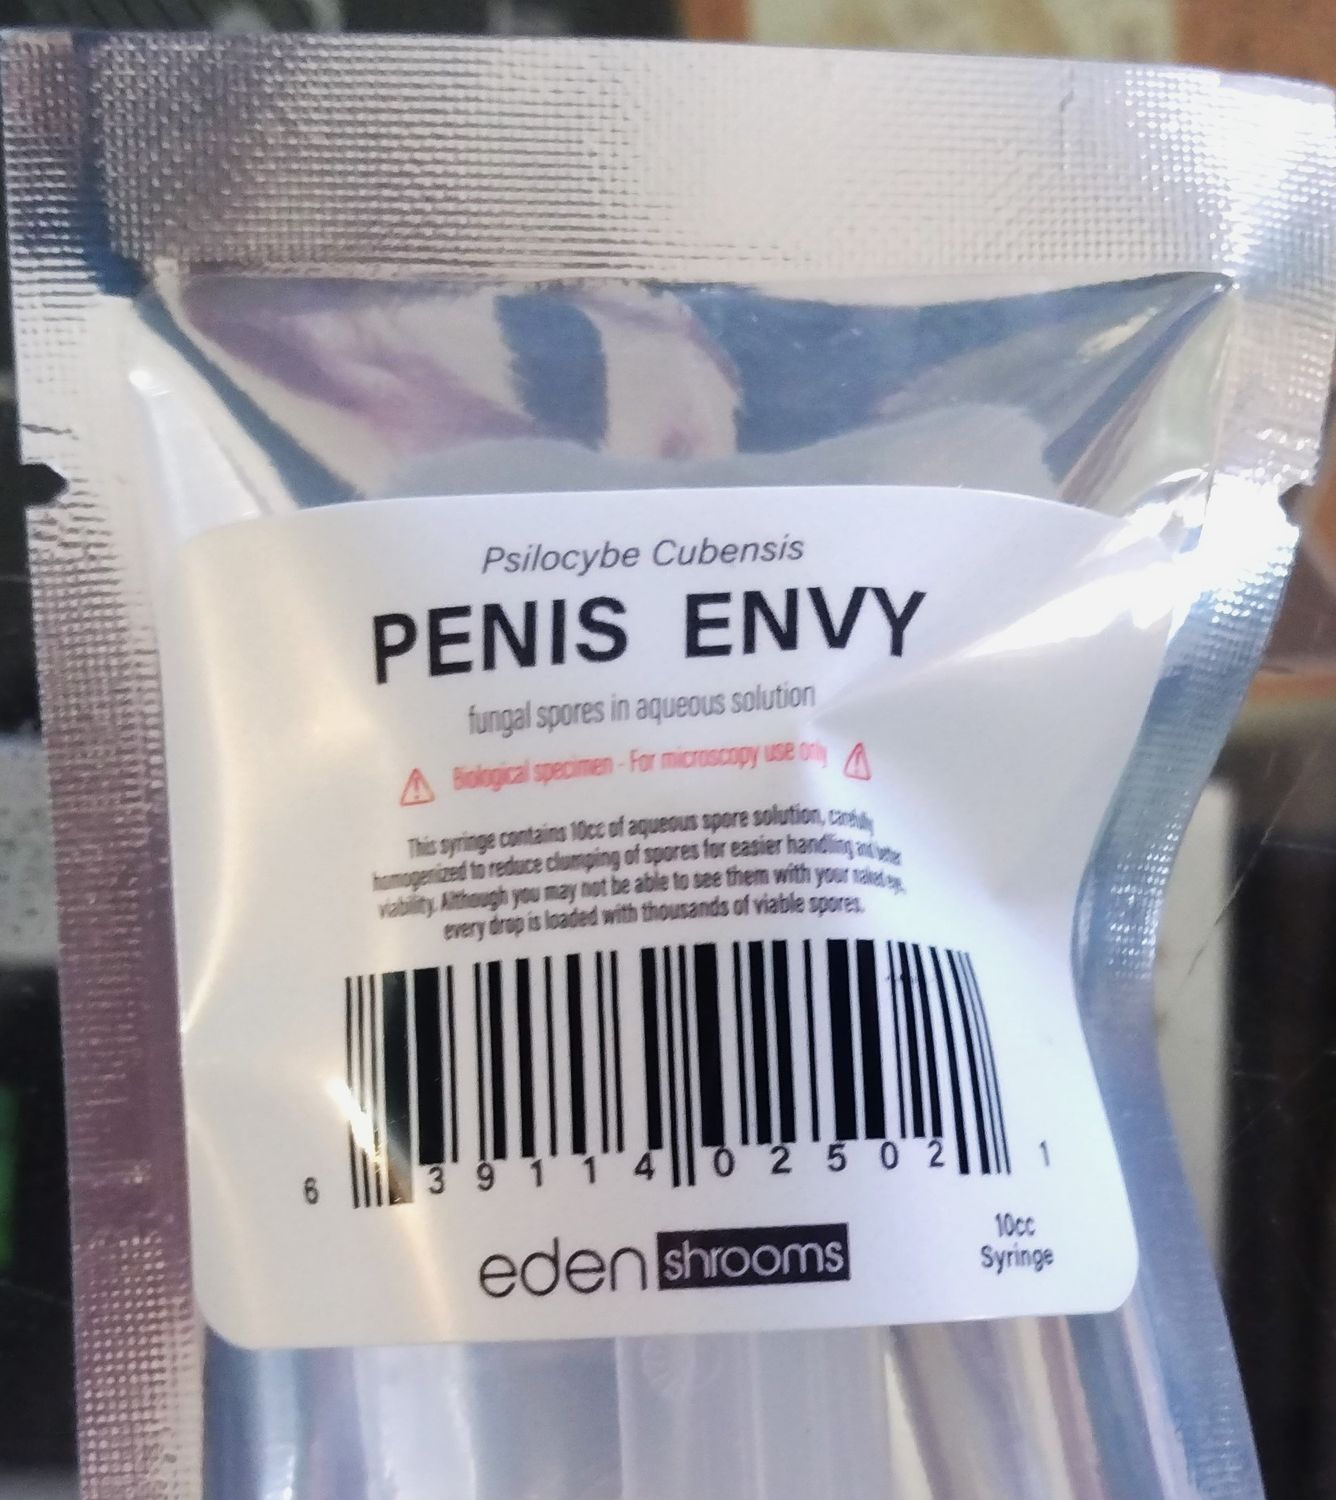 Psilocybe Cubensis
PENIS ENVY
fungal spores in aqueous solution
Biological specimen - For microscopy use only
This syringe contains 10cc of aqueous spore solution, carefully
homogenized to reduce clumping of spores for easier handling and better
viability. Although you may not be able to see them with your naked eye,
every drop is loaded with thousands of viable spores.
6 39114 02502 1
eden shrooms
10cc
Syringe